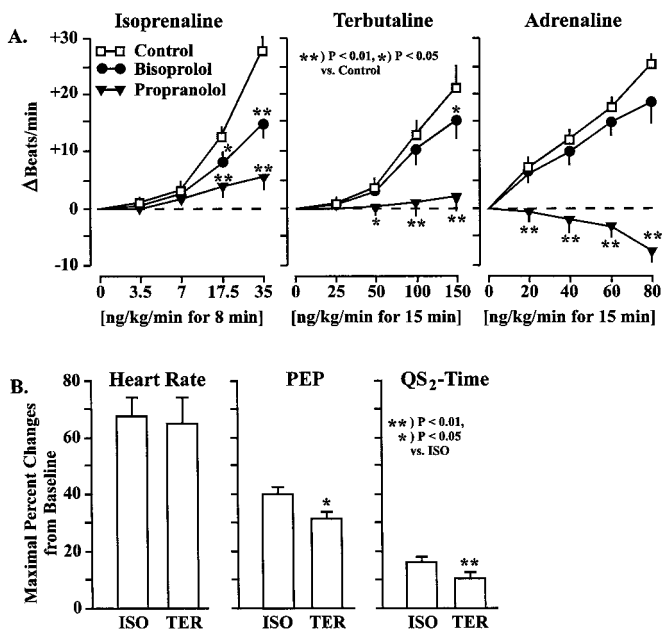 A.
Isoprenaline
Terbutaline
Adrenaline
ΔBeats/min
+30
+20
+10
0
-10
Control
Bisoprolol
Propranolol
**) P < 0.01, *) P < 0.05
vs. Control
*
**
**
**
*
*
**
**
**
**
**
**
0 3.5 7 17.5 35
[ng/kg/min for 8 min]
0 25 50 100 150
[ng/kg/min for 15 min]
0 20 40 60 80
[ng/kg/min for 15 min]
B.
Heart Rate
PEP
QS2-Time
Maximal Percent Changes
from Baseline
80
60
40
20
0
**) P < 0.01,
*) P < 0.05
vs. ISO
*
**
ISO TER
ISO TER
ISO TER